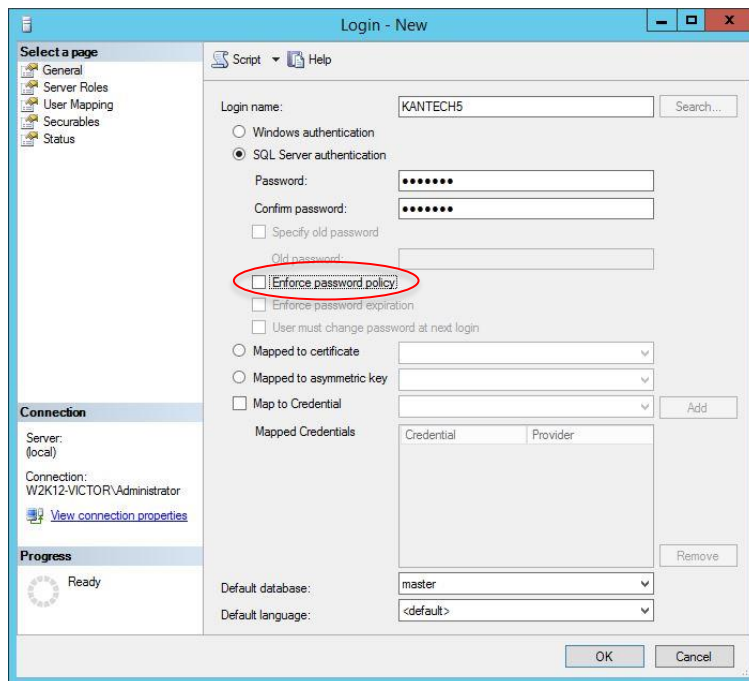 Login - New
Select a page
General
Server Roles
User Mapping
Securables
Status
Script
Help
Login name:
KANTECH5
Search...
Windows authentication
SQL Server authentication
Password:
•••••••
Confirm password:
•••••••
Specify old password
Old password:
Enforce password policy
Enforce password expiration
User must change password at next login
Mapped to certificate
Mapped to asymmetric key
Map to Credential
Add
Mapped Credentials
Credential Provider
Remove
Default database:
master
Default language:
<default>
Connection
Server:
(local)
Connection:
W2K12-VICTOR\Administrator
View connection properties
Progress
Ready
OK
Cancel